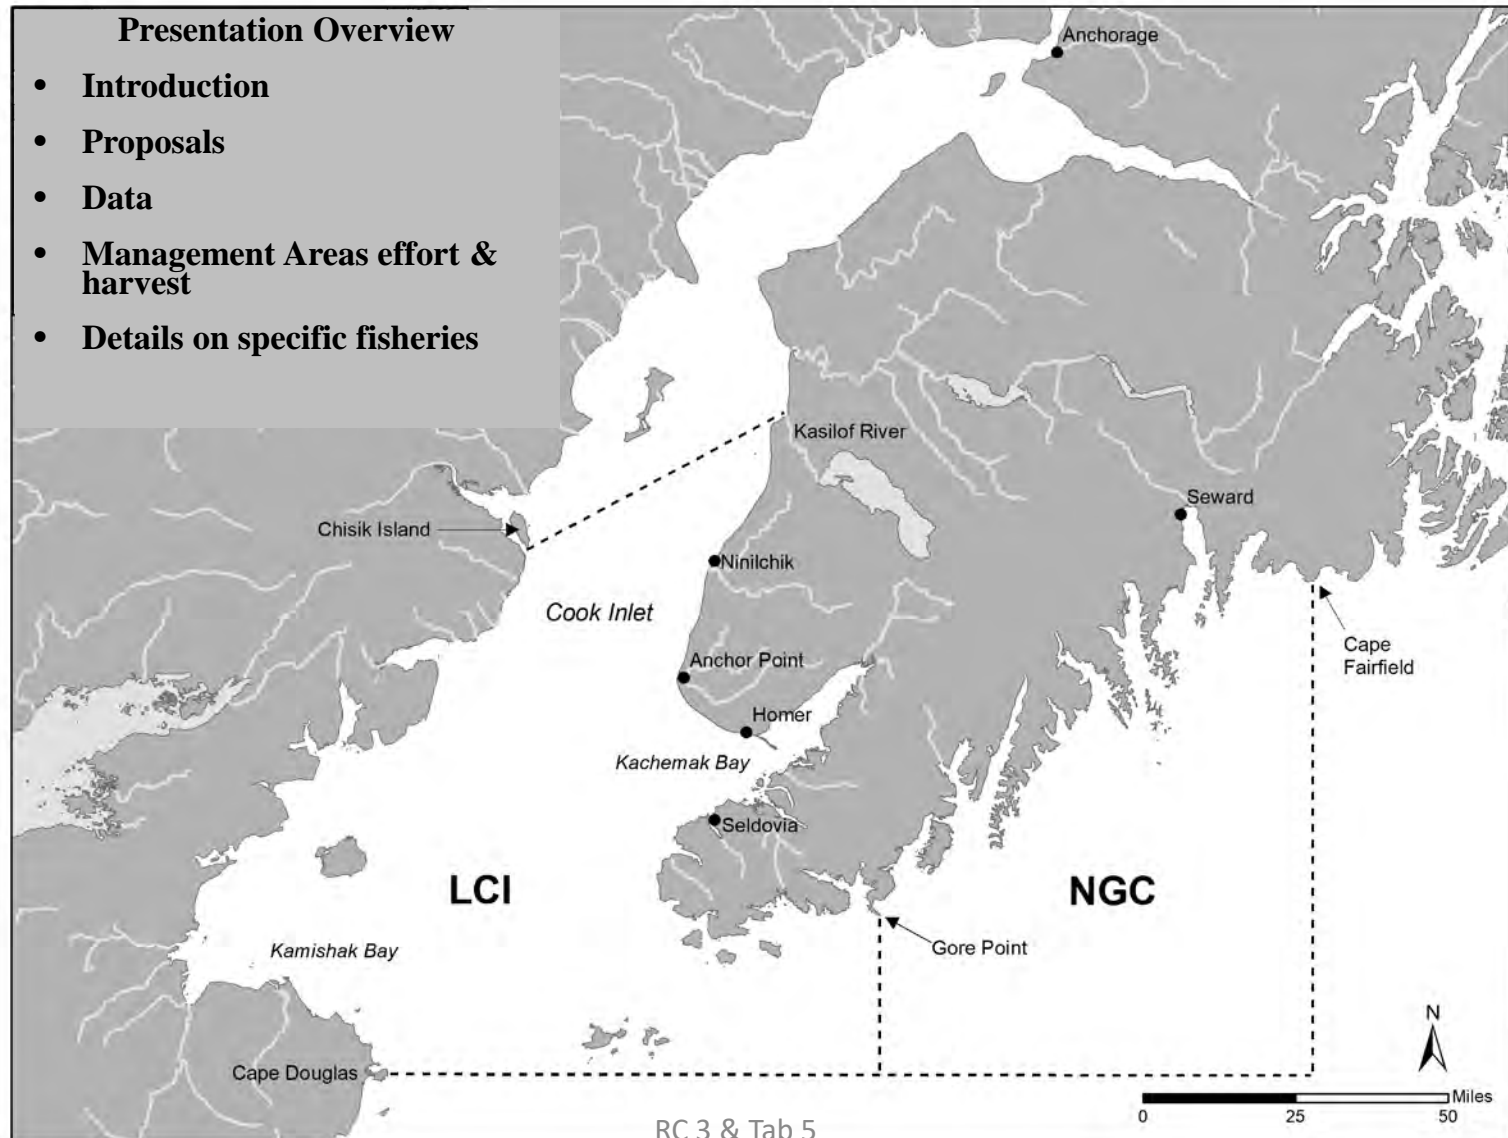 Presentation Overview
• Introduction
• Proposals
• Data
• Management Areas effort &
harvest
• Details on specific fisheries
Anchorage
Kasilof River
Seward
Chisik Island
Ninilchik
Cook Inlet
Cape
Fairfield
Anchor Point
Homer
Kachemak Bay
Seldovia
LCI
NGC
Gore Point
Kamishak Bay
N
Cape Douglas
Miles
0 25 50
RC 3 & Tab 5